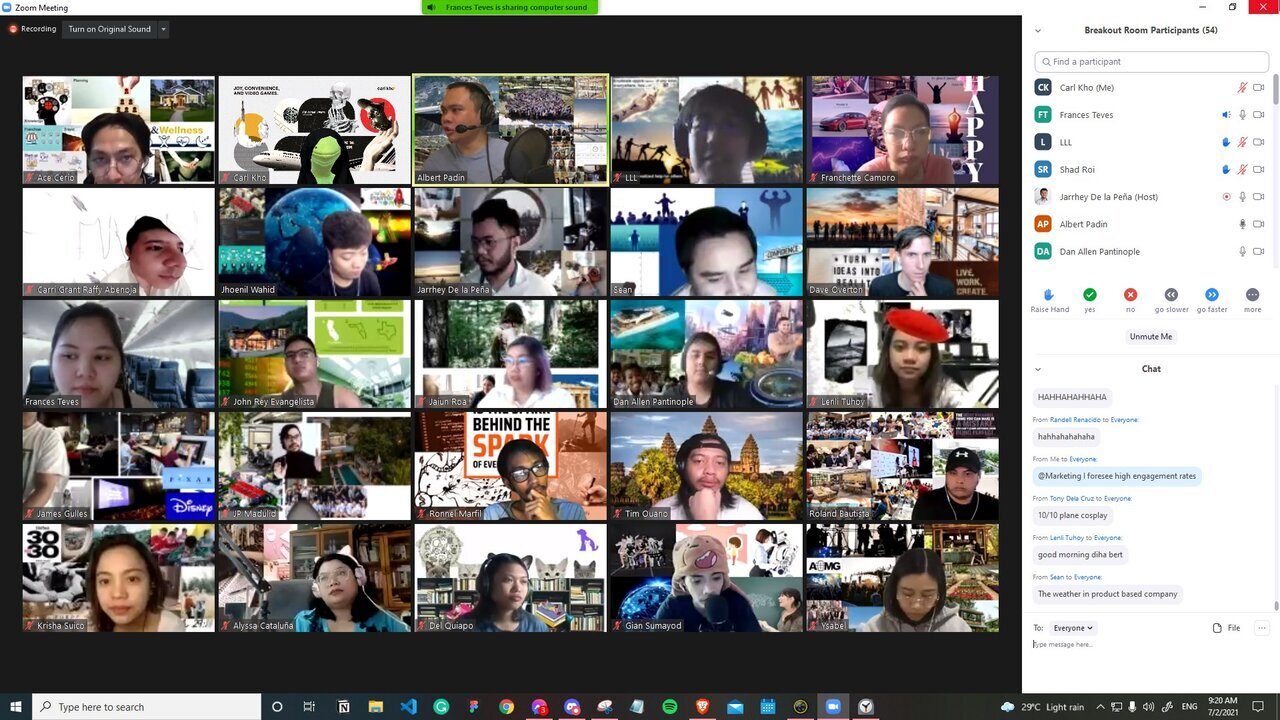 Zoom Meeting
Frances Teves is sharing computer sound
Recording
Turn on Original Sound
Planning
Knowledge
Franchise
Travel
&Wellness
Ace Cerio
JOY, CONVENIENCE,
AND VIDEO GAMES.
carl kho
Carl Kho
Albert Padin
LLL
HAPPY
Franchette Camoro
Carri Grant Raffy Abenoja
Jhoenil Wahidi
Jarrhey De la Peña
CONFIDENCE
Sean
TURN
IDEAS INTO
LIVE,
WORK,
CREATE.
Dave Overton
Frances Teves
John Rey Evangelista
Jaiun Roa
Dan Allen Pantinople
Lenli Tuhoy
PIXAR
Disney
James Gulles
JP Madulid
BEHIND THE
SPARK
Ronnel Marfil
Tim Ouano
A MISTAKE
Roland Bautista
30
30
Krisha Suico
Alyssa Cataluña
Del Quiapo
Gian Sumayod
AOMG
Ysabel
Breakout Room Participants (54)
Find a participant
CK Carl Kho (Me)
FT Frances Teves
L LLL
SR Shad Roi
Jarrhey De la Peña (Host)
AP Albert Padin
DA Dan Allen Pantinople
Raise Hand yes no go slower go faster more
Unmute Me
Chat
HAHHAHAHHAHA
From Randell Renacido to Everyone:
hahhahahahaha
From Me to Everyone:
@Marketing I foresee high engagement rates
From Tony Dela Cruz to Everyone:
10/10 plane cosplay
From Lenli Tuhoy to Everyone:
good morning diha bert
From Sean to Everyone:
The weather in product based company
To: Everyone File
Type message here...
Type here to search
29°C Light rain
ENG
9:20 AM
7/2/2021